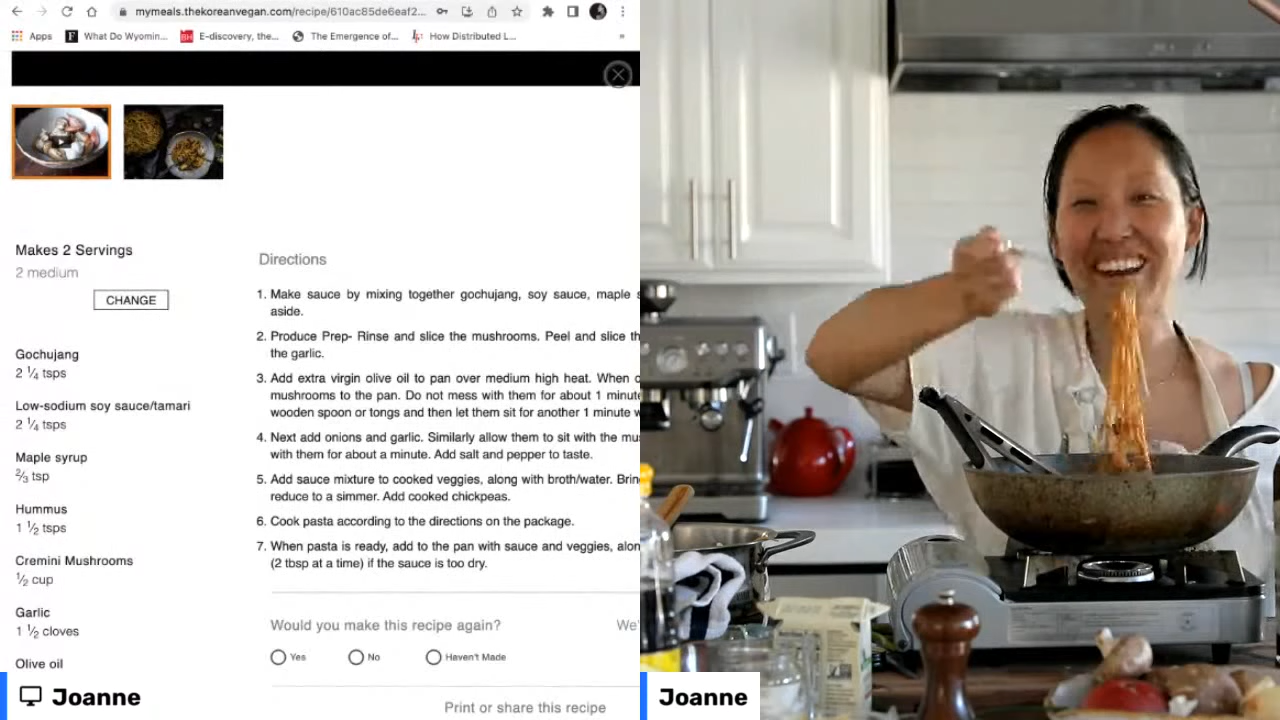 mymeals.thekoreanvegan.com/recipe/610ac85de6eaf2...
Apps
What Do Wyomin...
E-discovery, the...
The Emergence of...
How Distributed L...
»
Makes 2 Servings
2 medium
CHANGE
Gochujang
2 1/4 tsps
Low-sodium soy sauce/tamari
2 1/4 tsps
Maple syrup
2/3 tsp
Hummus
1 1/2 tsps
Cremini Mushrooms
1/2 cup
Garlic
1 1/2 cloves
Olive oil
Directions
1. Make sauce by mixing together gochujang, soy sauce, maple s
aside.
2. Produce Prep- Rinse and slice the mushrooms. Peel and slice th
the garlic.
3. Add extra virgin olive oil to pan over medium high heat. When o
mushrooms to the pan. Do not mess with them for about 1 minute
wooden spoon or tongs and then let them sit for another 1 minute w
4. Next add onions and garlic. Similarly allow them to sit with the mu
with them for about a minute. Add salt and pepper to taste.
5. Add sauce mixture to cooked veggies, along with broth/water. Brin
reduce to a simmer. Add cooked chickpeas.
6. Cook pasta according to the directions on the package.
7. When pasta is ready, add to the pan with sauce and veggies, alon
(2 tbsp at a time) if the sauce is too dry.
Would you make this recipe again?
We'
Yes
No
Haven't Made
Print or share this recipe
Joanne
Joanne